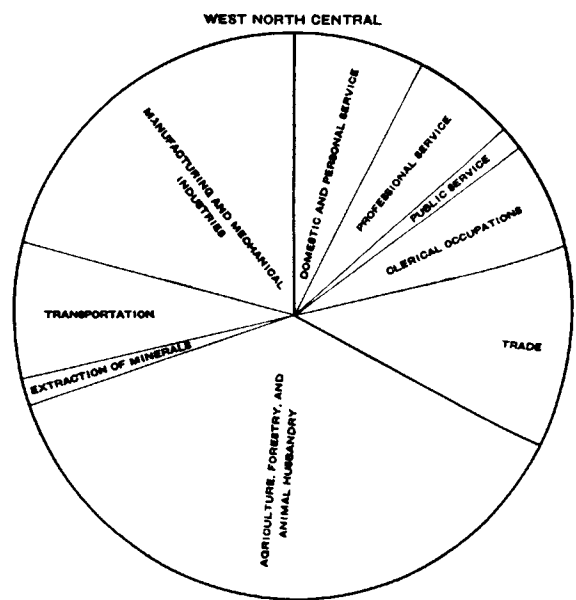 WEST NORTH CENTRAL
DOMESTIC AND PERSONAL SERVICE
PROFESSIONAL SERVICE
PUBLIC SERVICE
CLERICAL OCCUPATIONS
TRADE
AGRICULTURE, FORESTRY, AND
ANIMAL HUSBANDRY
EXTRACTION OF MINERALS
TRANSPORTATION
MANUFACTURING AND MECHANICAL
INDUSTRIES